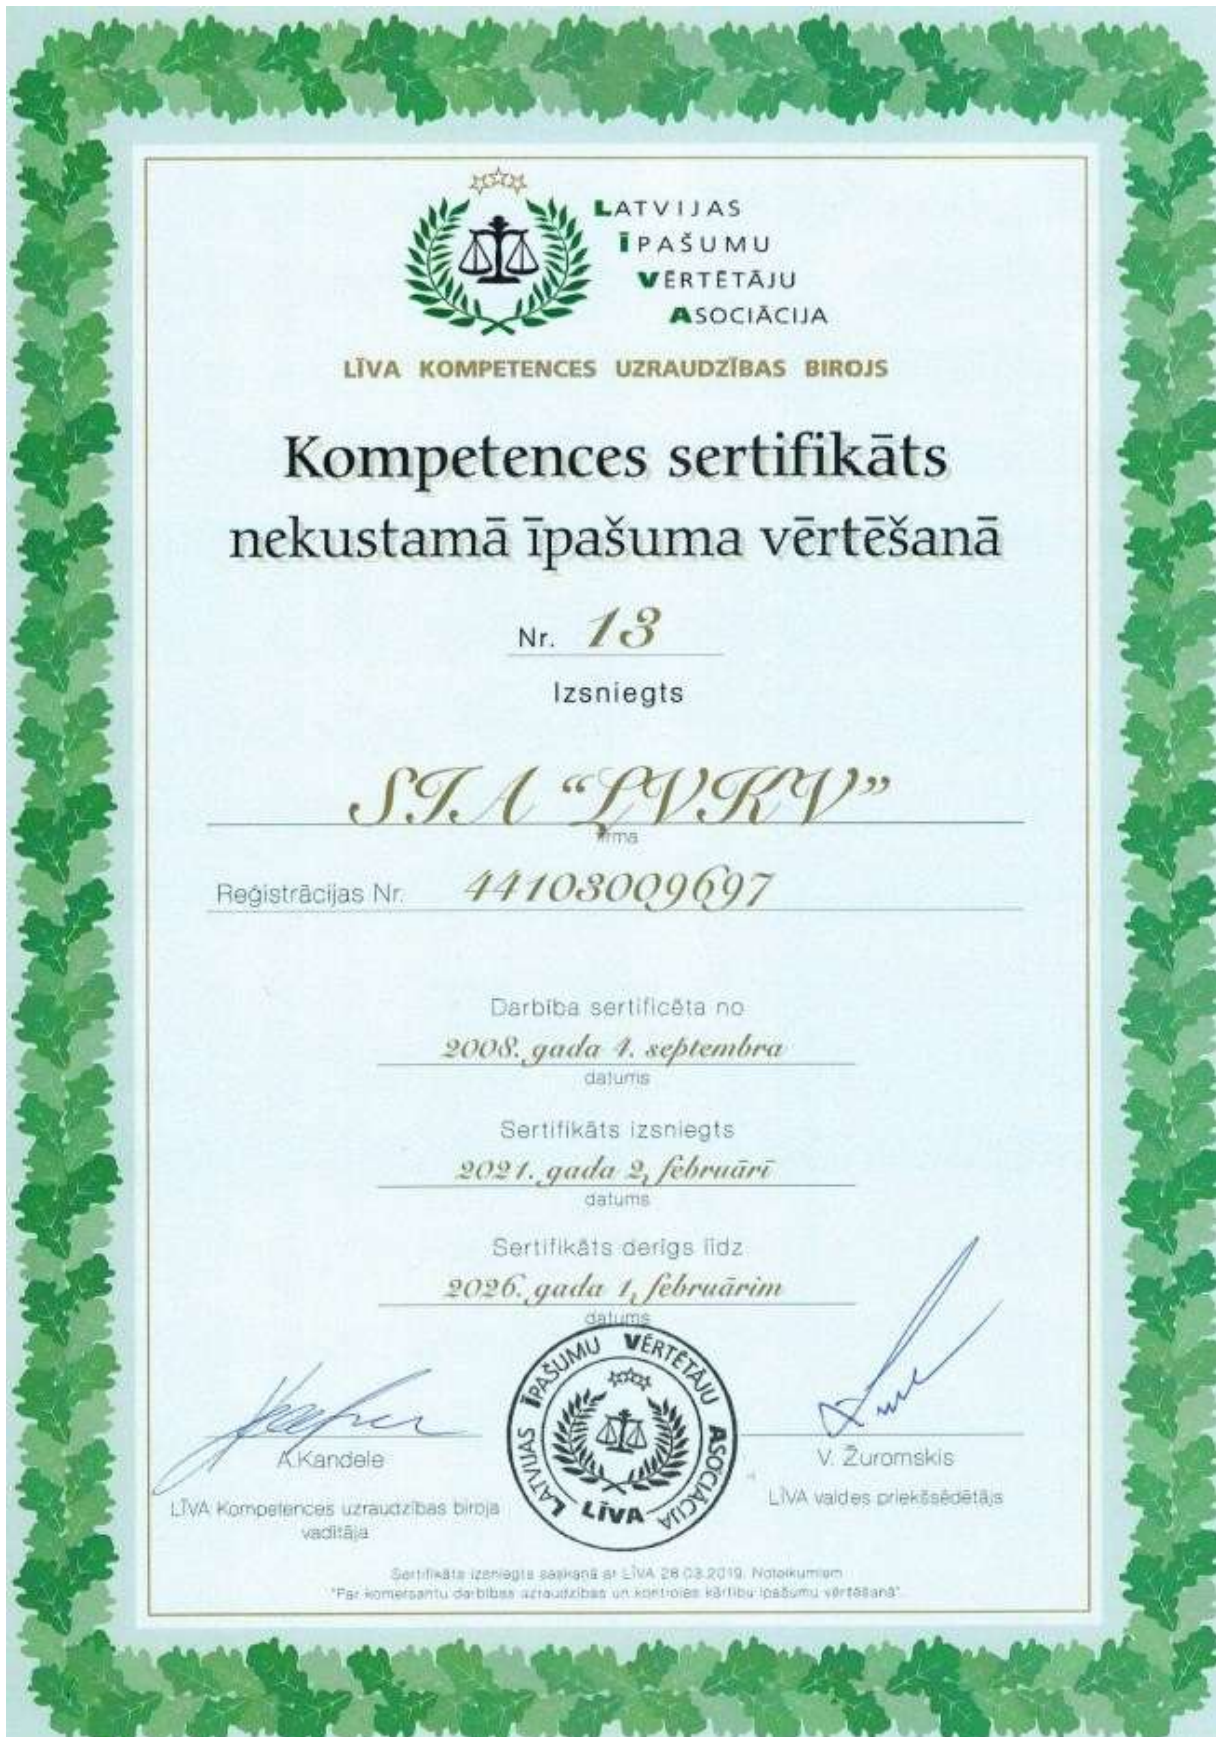 LATVIJAS
ĪPAŠUMU
VĒRTĒTĀJU
ASOCIĀCIJA
LĪVA KOMPETENCES UZRAUDZĪBAS BIROJS
Kompetences sertifikāts
nekustamā īpašuma vērtēšanā
Nr. 13
Izsniegts
SIA “LVKV”
firma
Reģistrācijas Nr. 44103009697
Darbība sertificēta no
2008. gada 4. septembra
datums
Sertifikāts izsniegts
2021. gada 2. februārī
datums
Sertifikāts derīgs līdz
2026. gada 1. februārim
datums
LATVIJAS ĪPAŠUMU VĒRTĒTĀJU ASOCIĀCIJA
LĪVA
A.Kandele
LĪVA Kompetences uzraudzības biroja
vadītāja
V. Žuromskis
LĪVA valdes priekšsēdētājs
Sertifikāts izsniegts saskaņā ar LĪVA 28.03.2019. Noteikumiem
"Par komersantu darbības uzraudzības un kontroles kārtību īpašumu vērtēšanā".